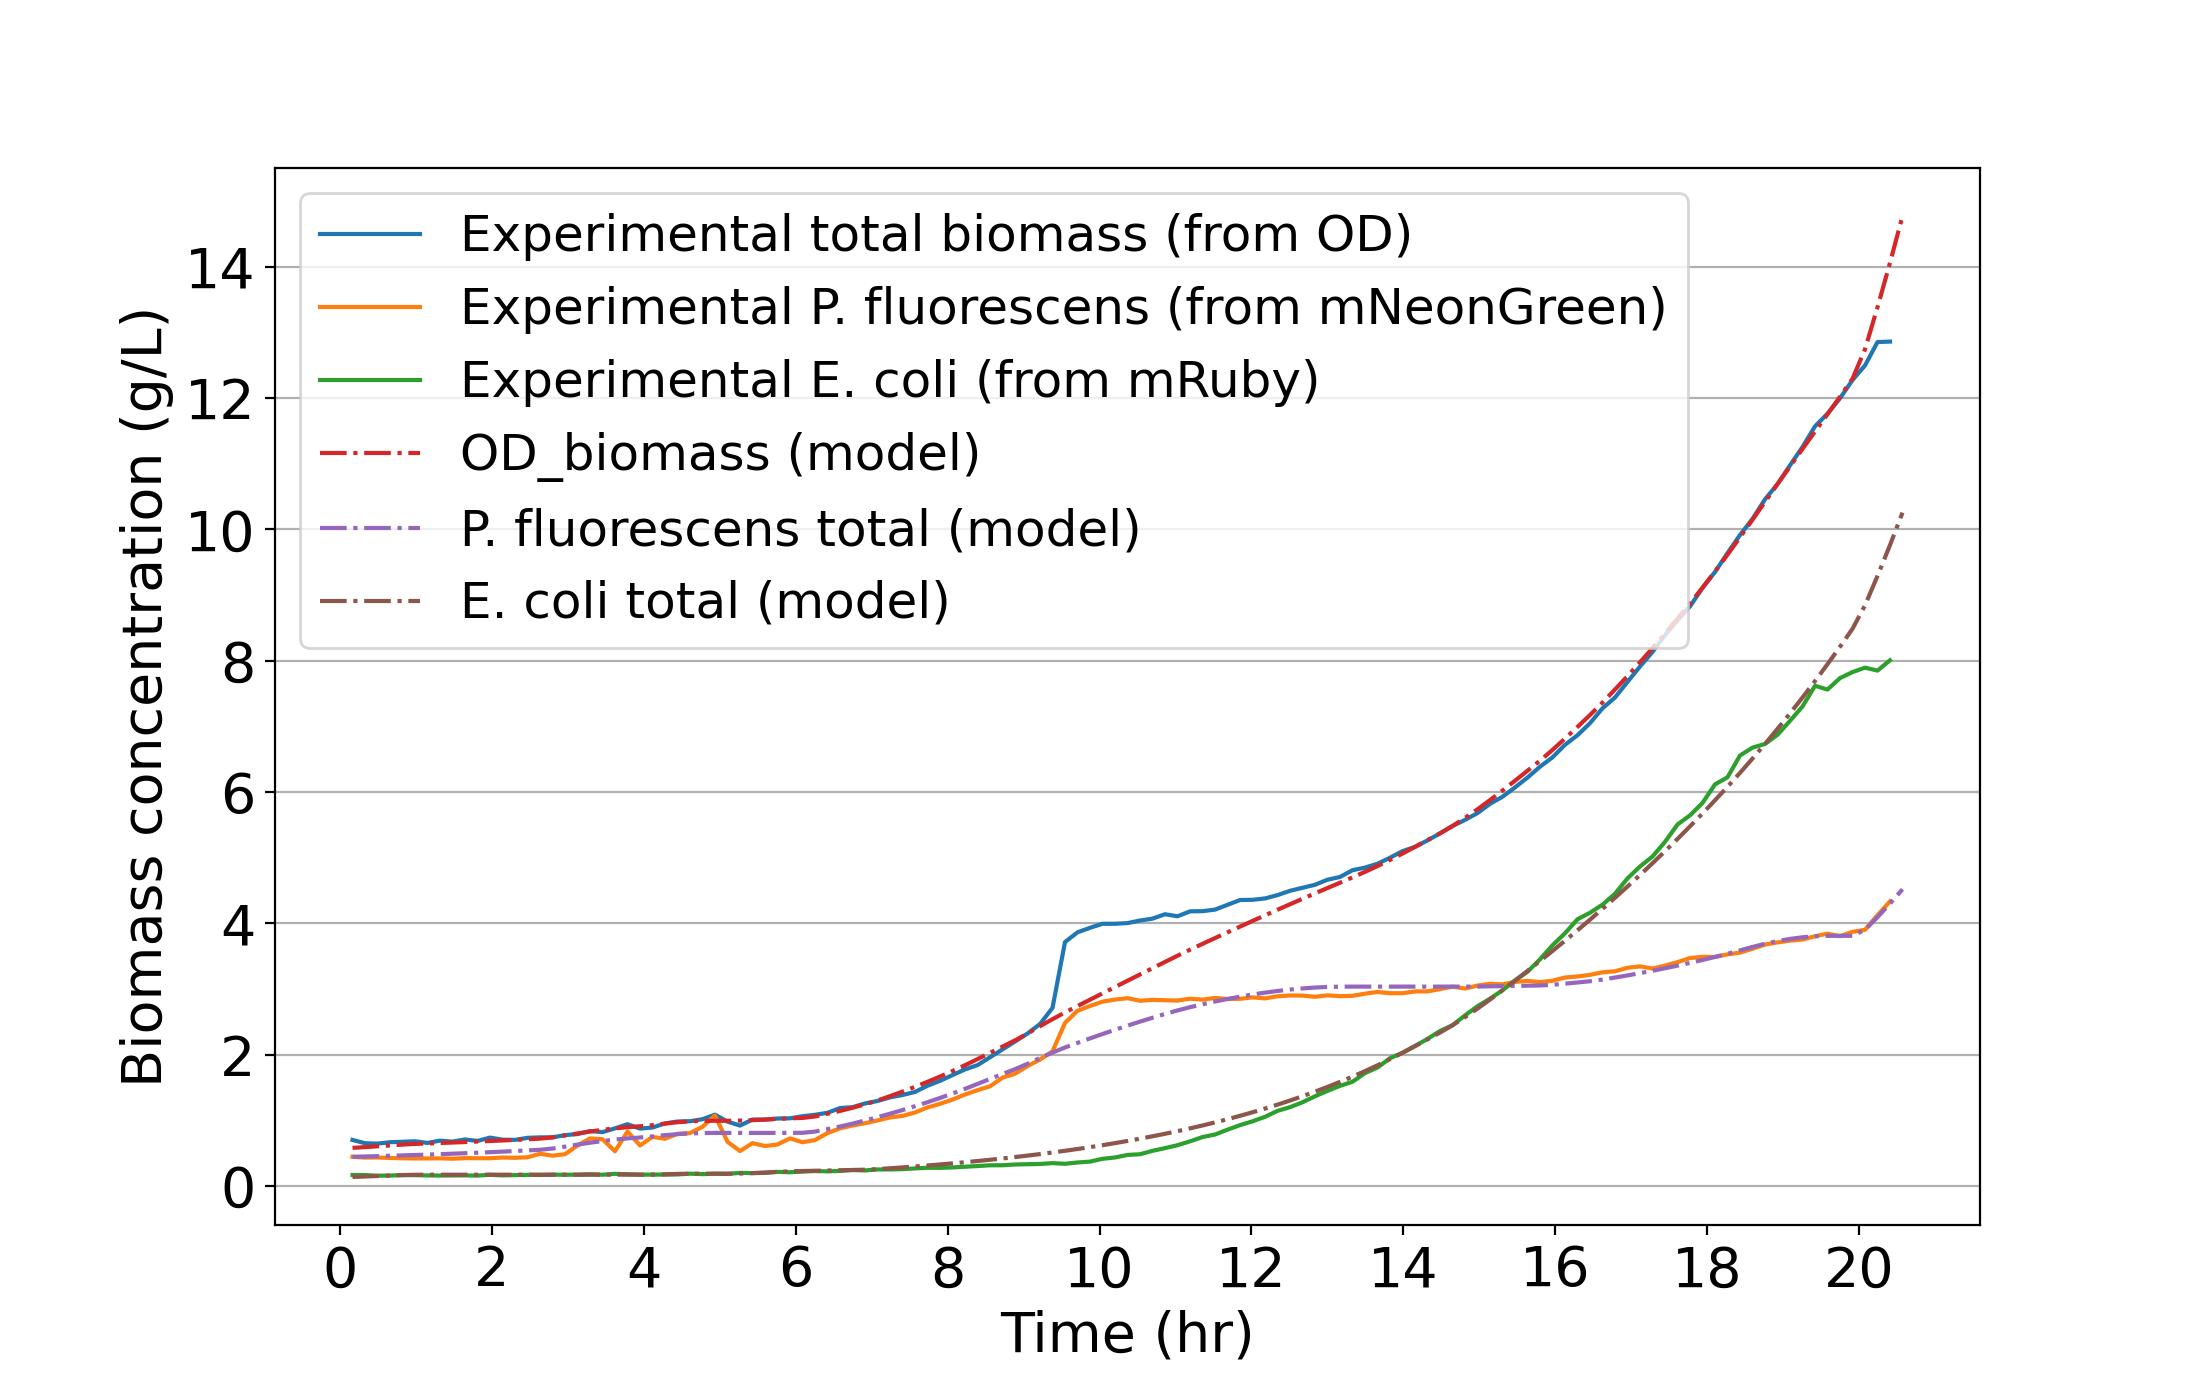 Experimental total biomass (from OD)
Experimental P. fluorescens (from mNeonGreen)
Experimental E. coli (from mRuby)
OD_biomass (model)
P. fluorescens total (model)
E. coli total (model)
Biomass concentration (g/L)
14
12
10
8
6
4
2
0
0 2 4 6 8 10 12 14 16 18 20
Time (hr)